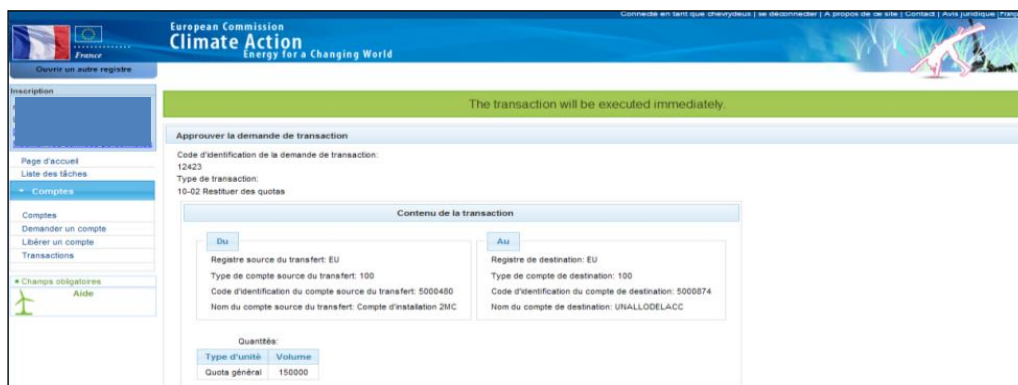 Connecté en tant que chevrydeus | se déconnecter | A propos de ce site | Contact | Avis juridique
European Commission
Climate Action
Energy for a Changing World
France
Ouvrir un autre registre
Inscription
The transaction will be executed immediately.
Approuver la demande de transaction
Code d'identification de la demande de transaction:
12423
Type de transaction:
10-02 Restituer des quotas
Page d'accueil
Liste des tâches
Comptes
Comptes
Demander un compte
Libérer un compte
Transactions
Champs obligatoires
Aide
Contenu de la transaction
Du
Registre source du transfert: EU
Type de compte source du transfert: 100
Code d'identification du compte source du transfert: 5000480
Nom du compte source du transfert: Compte d'installation 2MC
Au
Registre de destination: EU
Type de compte de destination: 100
Code d'identification du compte de destination: 5000874
Nom du compte de destination: UNALLODELACC
Quantités:
Type d'unité Volume
Quota général 150000